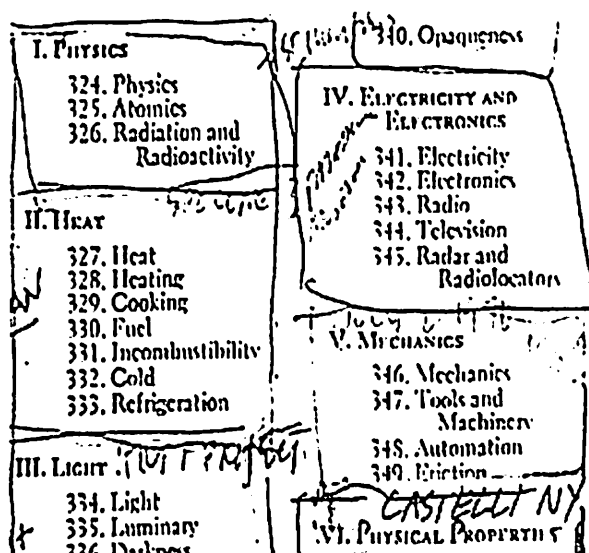 I. PHYSICS
324. Physics
325. Atomics
326. Radiation and
Radioactivity
II. HEAT
327. Heat
328. Heating
329. Cooking
330. Fuel
331. Incombustibility
332. Cold
333. Refrigeration
III. LIGHT
334. Light
335. Luminary
336. Darkness
340. Opaqueness
IV. ELECTRICITY AND
ELECTRONICS
341. Electricity
342. Electronics
343. Radio
344. Television
345. Radar and
Radiolocators
V. MECHANICS
346. Mechanics
347. Tools and
Machinery
348. Automation
349. Friction
CASTELLI NY
VI. PHYSICAL PROPERTIES